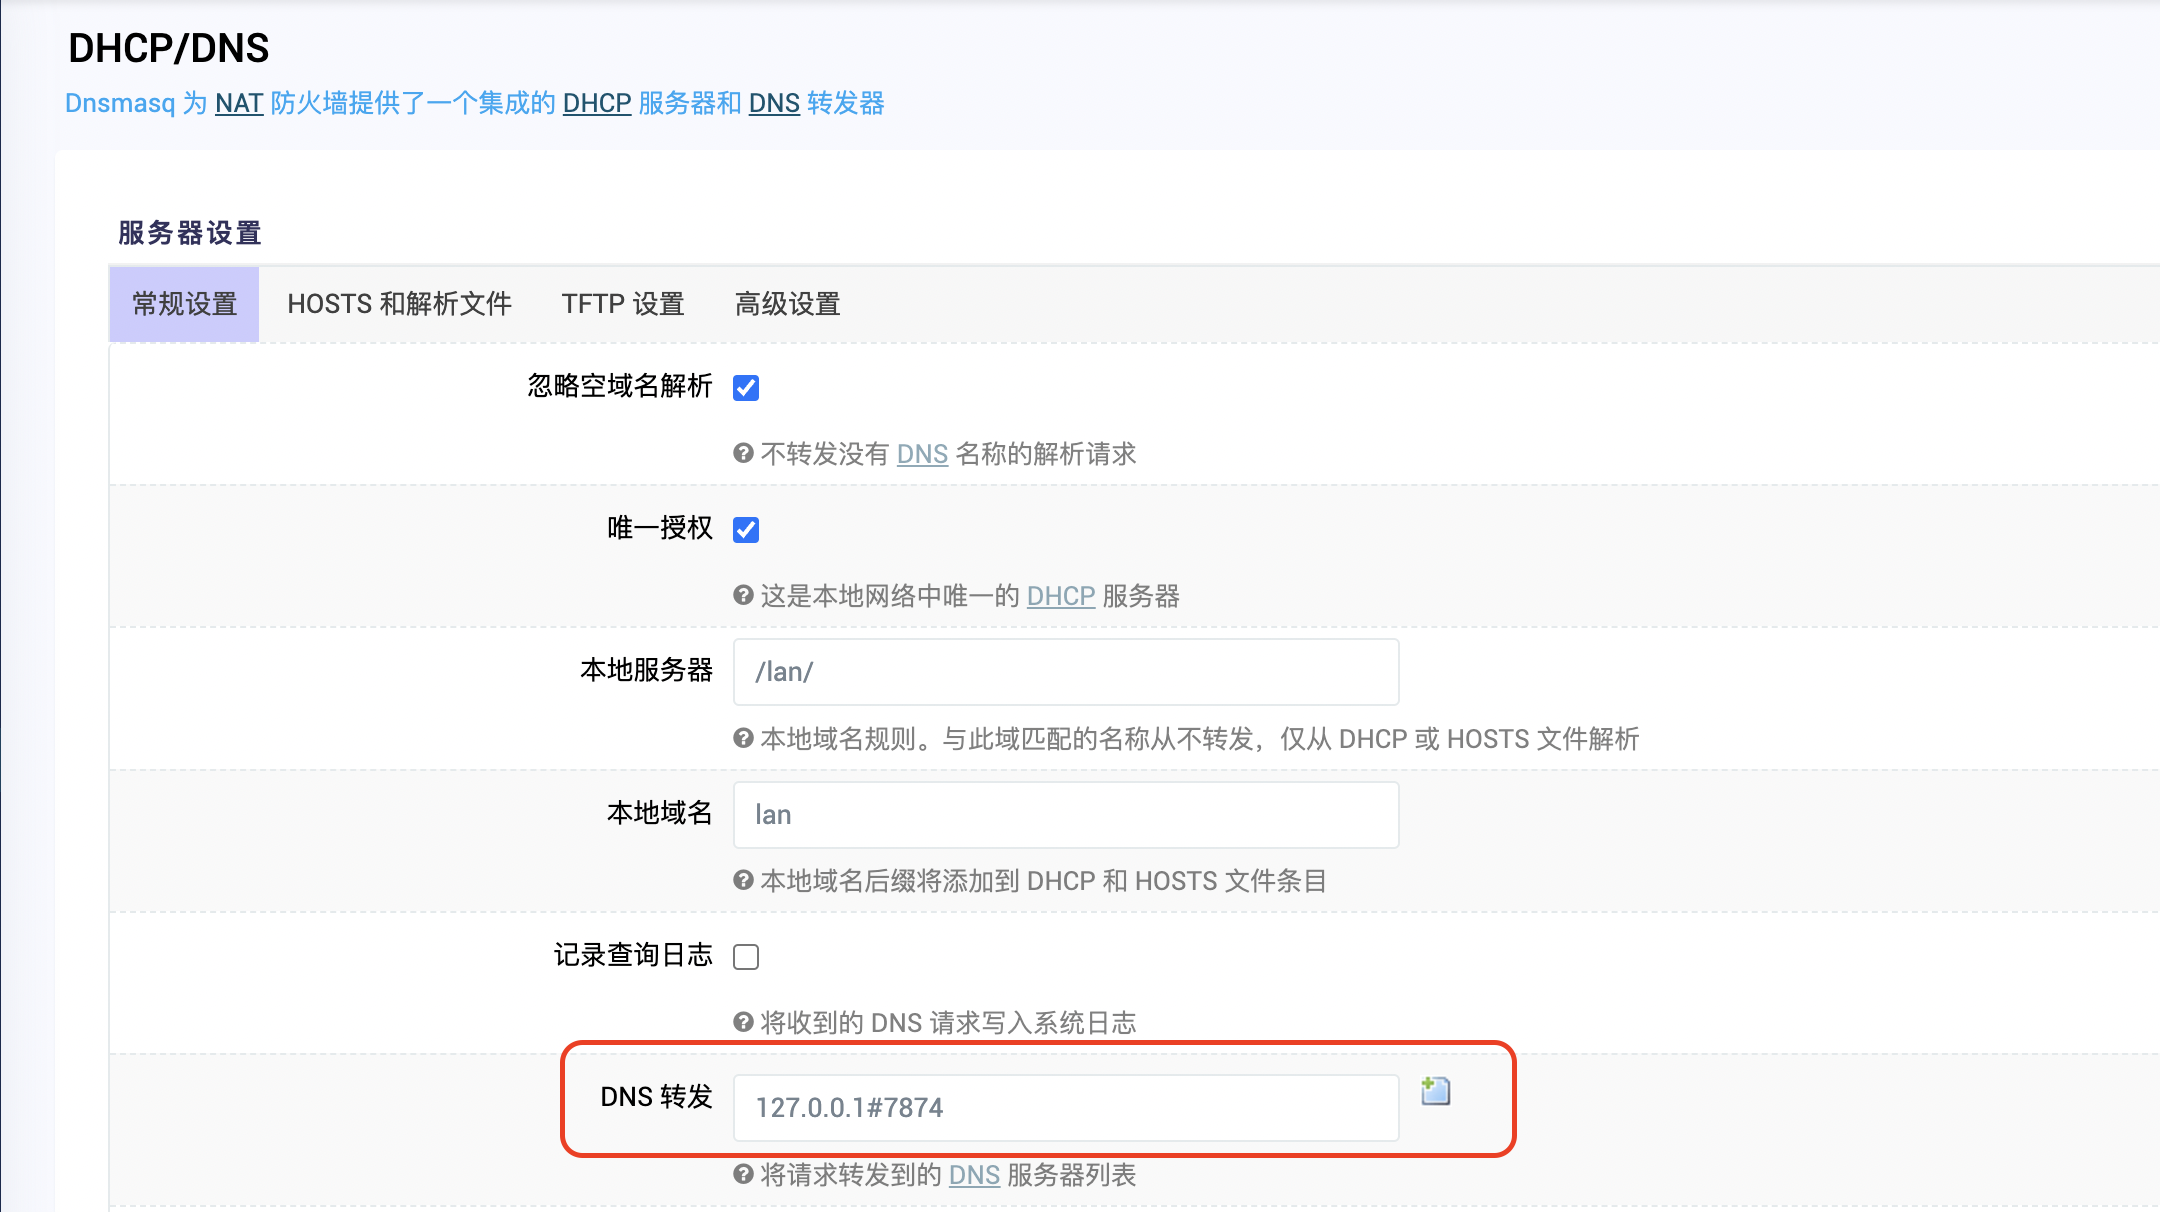 DHCP/DNS
Dnsmasq 为 NAT 防火墙提供了一个集成的 DHCP 服务器和 DNS 转发器
服务器设置
常规设置 HOSTS 和解析文件 TFTP 设置 高级设置
忽略空域名解析
不转发没有 DNS 名称的解析请求
唯一授权
这是本地网络中唯一的 DHCP 服务器
本地服务器 /lan/
本地域名规则。与此域匹配的名称从不转发，仅从 DHCP 或 HOSTS 文件解析
本地域名 lan
本地域名后缀将添加到 DHCP 和 HOSTS 文件条目
记录查询日志
将收到的 DNS 请求写入系统日志
DNS 转发 127.0.0.1#7874
将请求转发到的 DNS 服务器列表